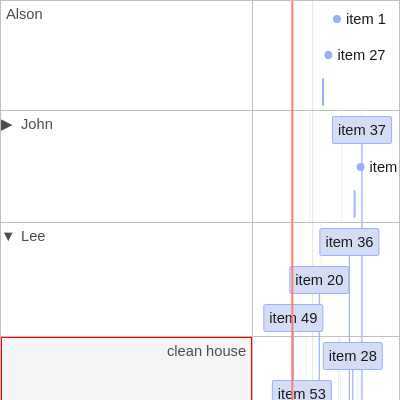 Alson
item 1
item 27
John
item 37
item
Lee
item 36
item 20
item 49
clean house
item 28
item 53